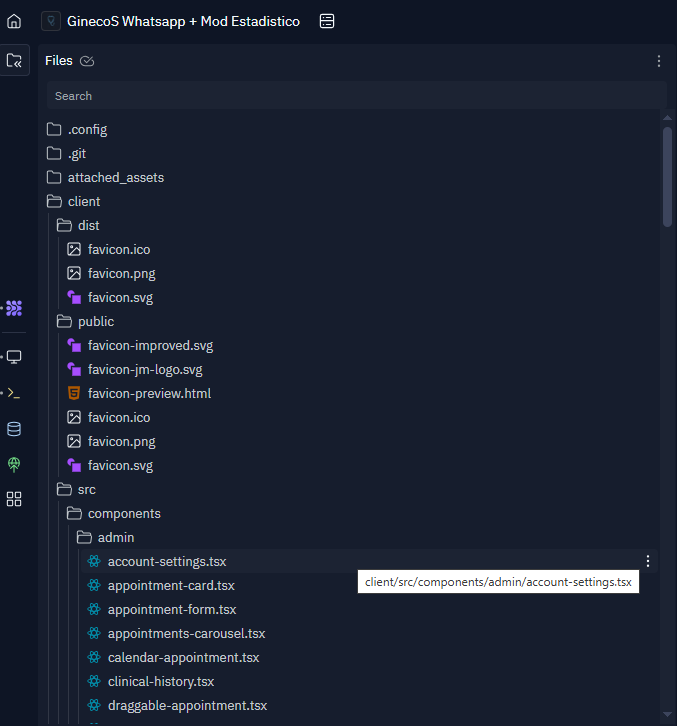 GinecoS Whatsapp + Mod Estadistico
Files
Search
.config
.git
attached_assets
client
dist
favicon.ico
favicon.png
favicon.svg
public
favicon-improved.svg
favicon-jm-logo.svg
favicon-preview.html
favicon.ico
favicon.png
favicon.svg
src
components
admin
account-settings.tsx
client/src/components/admin/account-settings.tsx
appointment-card.tsx
appointment-form.tsx
appointments-carousel.tsx
calendar-appointment.tsx
clinical-history.tsx
draggable-appointment.tsx